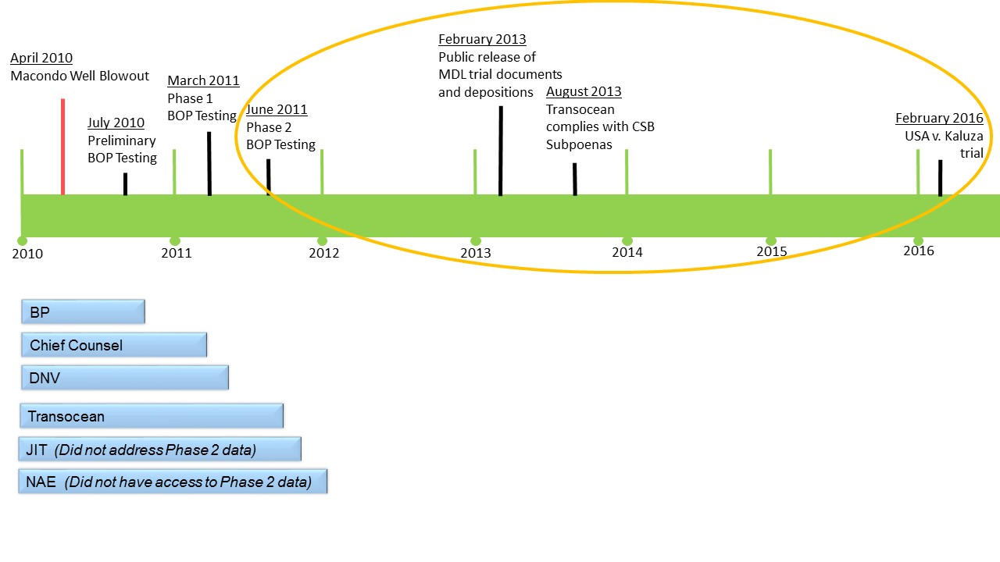 April 2010
Macondo Well Blowout
July 2010
Preliminary
BOP Testing
March 2011
Phase 1
BOP Testing
June 2011
Phase 2
BOP Testing
February 2013
Public release of
MDL trial documents
and depositions
August 2013
Transocean
complies with CSB
Subpoenas
February 2016
USA v. Kaluza
trial
2010
2011
2012
2013
2014
2015
2016
BP
Chief Counsel
DNV
Transocean
JIT (Did not address Phase 2 data)
NAE (Did not have access to Phase 2 data)